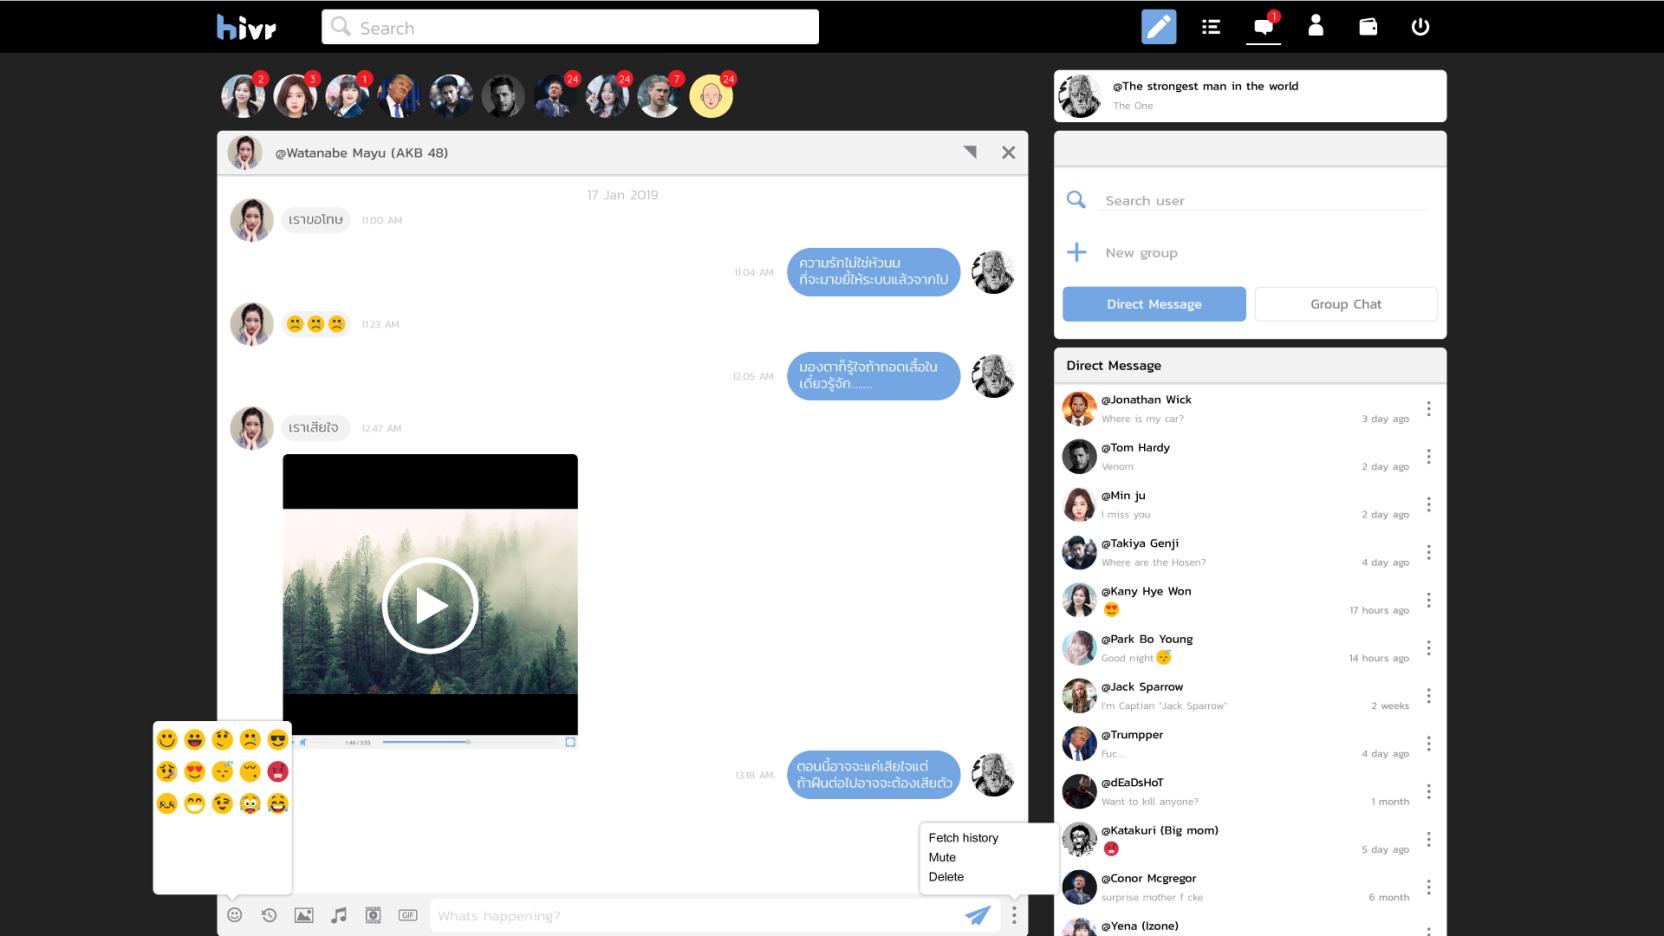 hivr
Search
1
2
3
1
24
24
7
24
@Watanabe Mayu (AKB 48)
17 Jan 2019
เราขอโทษ
11.00 AM
11.04 AM
ความรักไม่ใช่หัวนม
ที่จะมาขยี้ให้ระบบแล้วจากไป
11.23 AM
12.05 AM
มองตาก็รู้ใจถ้าถอดเสื้อใน
เดี๋ยวรู้จัก........
เราเสียใจ
12.47 AM
1:48 / 3:53
13.18 AM
ตอนนี้อาจจะแค่เสียใจแต่
ถ้าฝืนต่อไปอาจจะต้องเสียตัว
Fetch history
Mute
Delete
GIF
Whats happening?
@The strongest man in the world
The One
Search user
New group
Direct Message
Group Chat
Direct Message
@Jonathan Wick
Where is my car?
3 day ago
@Tom Hardy
Venom
2 day ago
@Min ju
I miss you
2 day ago
@Takiya Genji
Where are the Hosen?
4 day ago
@Kany Hye Won
17 hours ago
@Park Bo Young
Good night
14 hours ago
@Jack Sparrow
I'm Captian "Jack Sparrow"
2 weeks
@Trumpper
Fuc....
4 day ago
@dEaDsHoT
Want to kill anyone?
1 month
@Katakuri (Big mom)
5 day ago
@Conor Mcgregor
surprise mother f cke
6 month
@Yena (Izone)